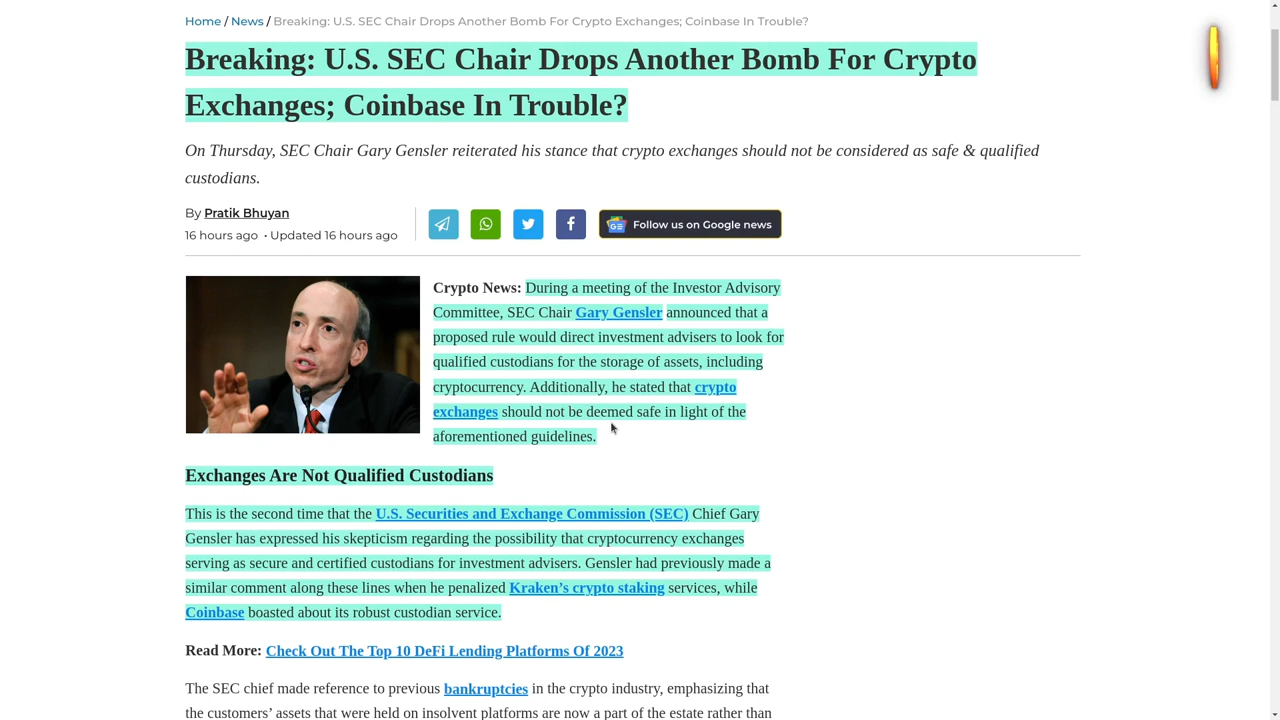 Home / News / Breaking: U.S. SEC Chair Drops Another Bomb For Crypto Exchanges; Coinbase In Trouble?
Breaking: U.S. SEC Chair Drops Another Bomb For Crypto
Exchanges; Coinbase In Trouble?
On Thursday, SEC Chair Gary Gensler reiterated his stance that crypto exchanges should not be considered as safe & qualified
custodians.
By Pratik Bhuyan
16 hours ago • Updated 16 hours ago
Follow us on Google news
Crypto News: During a meeting of the Investor Advisory
Committee, SEC Chair Gary Gensler announced that a
proposed rule would direct investment advisers to look for
qualified custodians for the storage of assets, including
cryptocurrency. Additionally, he stated that crypto
exchanges should not be deemed safe in light of the
aforementioned guidelines.
Exchanges Are Not Qualified Custodians
This is the second time that the U.S. Securities and Exchange Commission (SEC) Chief Gary
Gensler has expressed his skepticism regarding the possibility that cryptocurrency exchanges
serving as secure and certified custodians for investment advisers. Gensler had previously made a
similar comment along these lines when he penalized Kraken’s crypto staking services, while
Coinbase boasted about its robust custodian service.
Read More: Check Out The Top 10 DeFi Lending Platforms Of 2023
The SEC chief made reference to previous bankruptcies in the crypto industry, emphasizing that
the customers’ assets that were held on insolvent platforms are now a part of the estate rather than